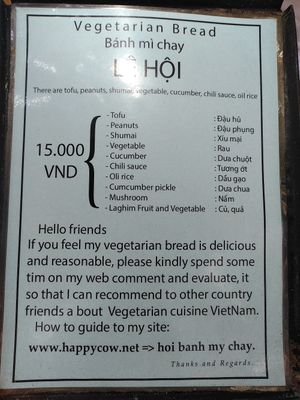 Vegetarian Bread
Bánh mì chay
LÊ HỘI
There are tofu, peanuts, shumai, vegetable, cucumber, chili sauce, oil rice
15.000
VND
- Tofu : Đậu hủ
- Peanuts : Đậu phụng
- Shumai : Xíu mại
- Vegetable : Rau
- Cucumber : Dưa chuột
- Chili sauce : Tương ớt
- Oli rice : Dầu gạo
- Cumcumber pickle : Dưa chua
- Mushroom : Nấm
- Laghim Fruit and Vegetable : Củ, quả
Hello friends
If you feel my vegetarian bread is delicious
and reasonable, please kindly spend some
tim on my web comment and evaluate, it
so that I can recommend to other country
friends a bout Vegetarian cuisine VietNam.
How to guide to my site:
www.happycow.net => hoi banh my chay.
Thanks and Regards.